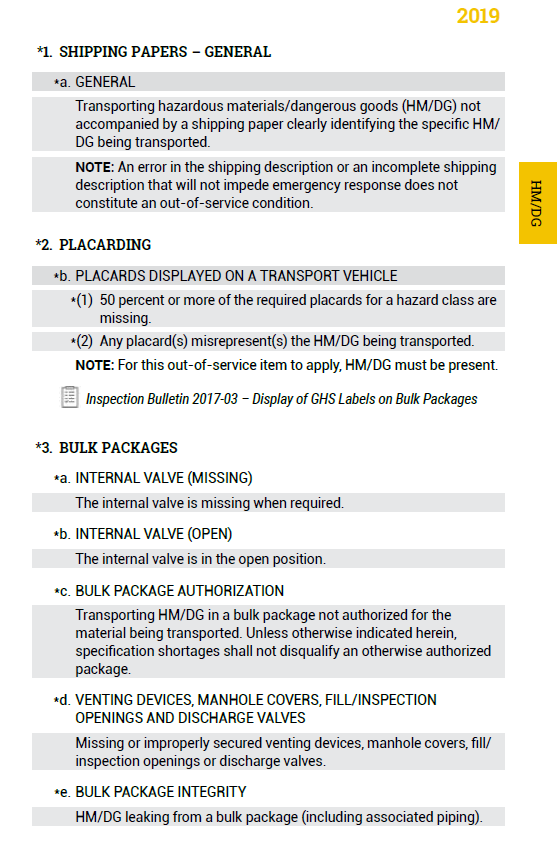 2019
*1. SHIPPING PAPERS – GENERAL
*a. GENERAL
Transporting hazardous materials/dangerous goods (HM/DG) not
accompanied by a shipping paper clearly identifying the specific HM/
DG being transported.
NOTE: An error in the shipping description or an incomplete shipping
description that will not impede emergency response does not
constitute an out-of-service condition.
HM/DG
*2. PLACARDING
*b. PLACARDS DISPLAYED ON A TRANSPORT VEHICLE
*(1) 50 percent or more of the required placards for a hazard class are
missing.
*(2) Any placard(s) misrepresent(s) the HM/DG being transported.
NOTE: For this out-of-service item to apply, HM/DG must be present.
Inspection Bulletin 2017-03 – Display of GHS Labels on Bulk Packages
*3. BULK PACKAGES
*a. INTERNAL VALVE (MISSING)
The internal valve is missing when required.
*b. INTERNAL VALVE (OPEN)
The internal valve is in the open position.
*c. BULK PACKAGE AUTHORIZATION
Transporting HM/DG in a bulk package not authorized for the
material being transported. Unless otherwise indicated herein,
specification shortages shall not disqualify an otherwise authorized
package.
*d. VENTING DEVICES, MANHOLE COVERS, FILL/INSPECTION
OPENINGS AND DISCHARGE VALVES
Missing or improperly secured venting devices, manhole covers, fill/
inspection openings or discharge valves.
*e. BULK PACKAGE INTEGRITY
HM/DG leaking from a bulk package (including associated piping).